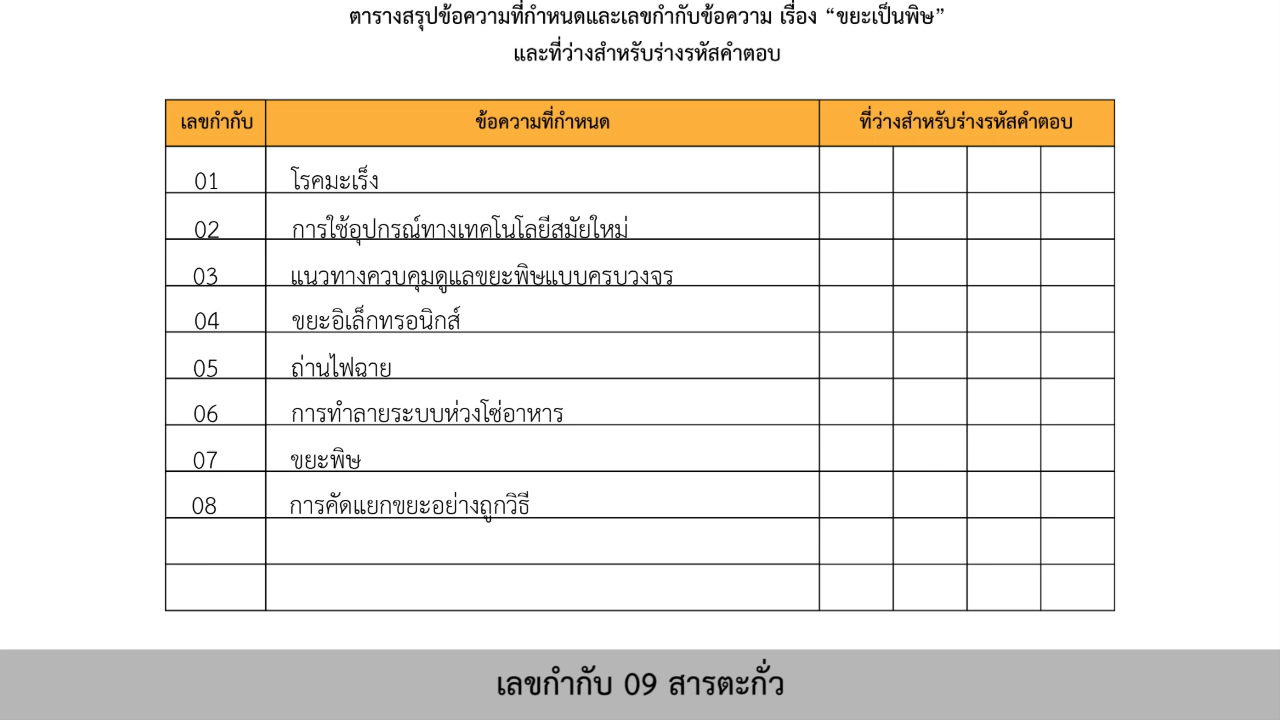 ตารางสรุปข้อความที่กำหนดและเลขกำกับข้อความ เรื่อง “ขยะเป็นพิษ”
และที่ว่างสำหรับร่างรหัสคำตอบ
เลขกำกับ ข้อความที่กำหนด ที่ว่างสำหรับร่างรหัสคำตอบ
01 โรคมะเร็ง
02 การใช้อุปกรณ์ทางเทคโนโลยีสมัยใหม่
03 แนวทางควบคุมดูแลขยะพิษแบบครบวงจร
04 ขยะอิเล็กทรอนิกส์
05 ถ่านไฟฉาย
06 การทำลายระบบห่วงโซ่อาหาร
07 ขยะพิษ
08 การคัดแยกขยะอย่างถูกวิธี
เลขกำกับ 09 สารตะกั่ว